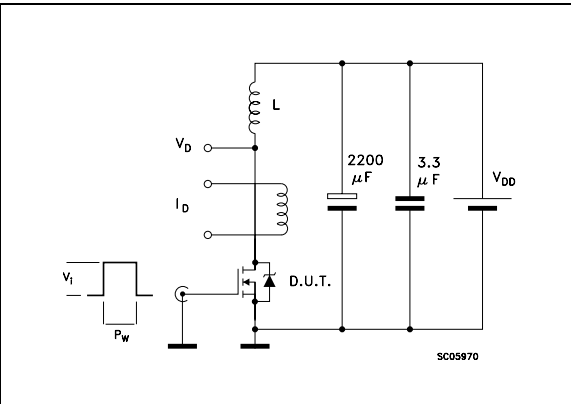 L
V_D
2200 μF
3.3 μF
V_DD
I_D
V_i
D.U.T.
P_W
SC05970